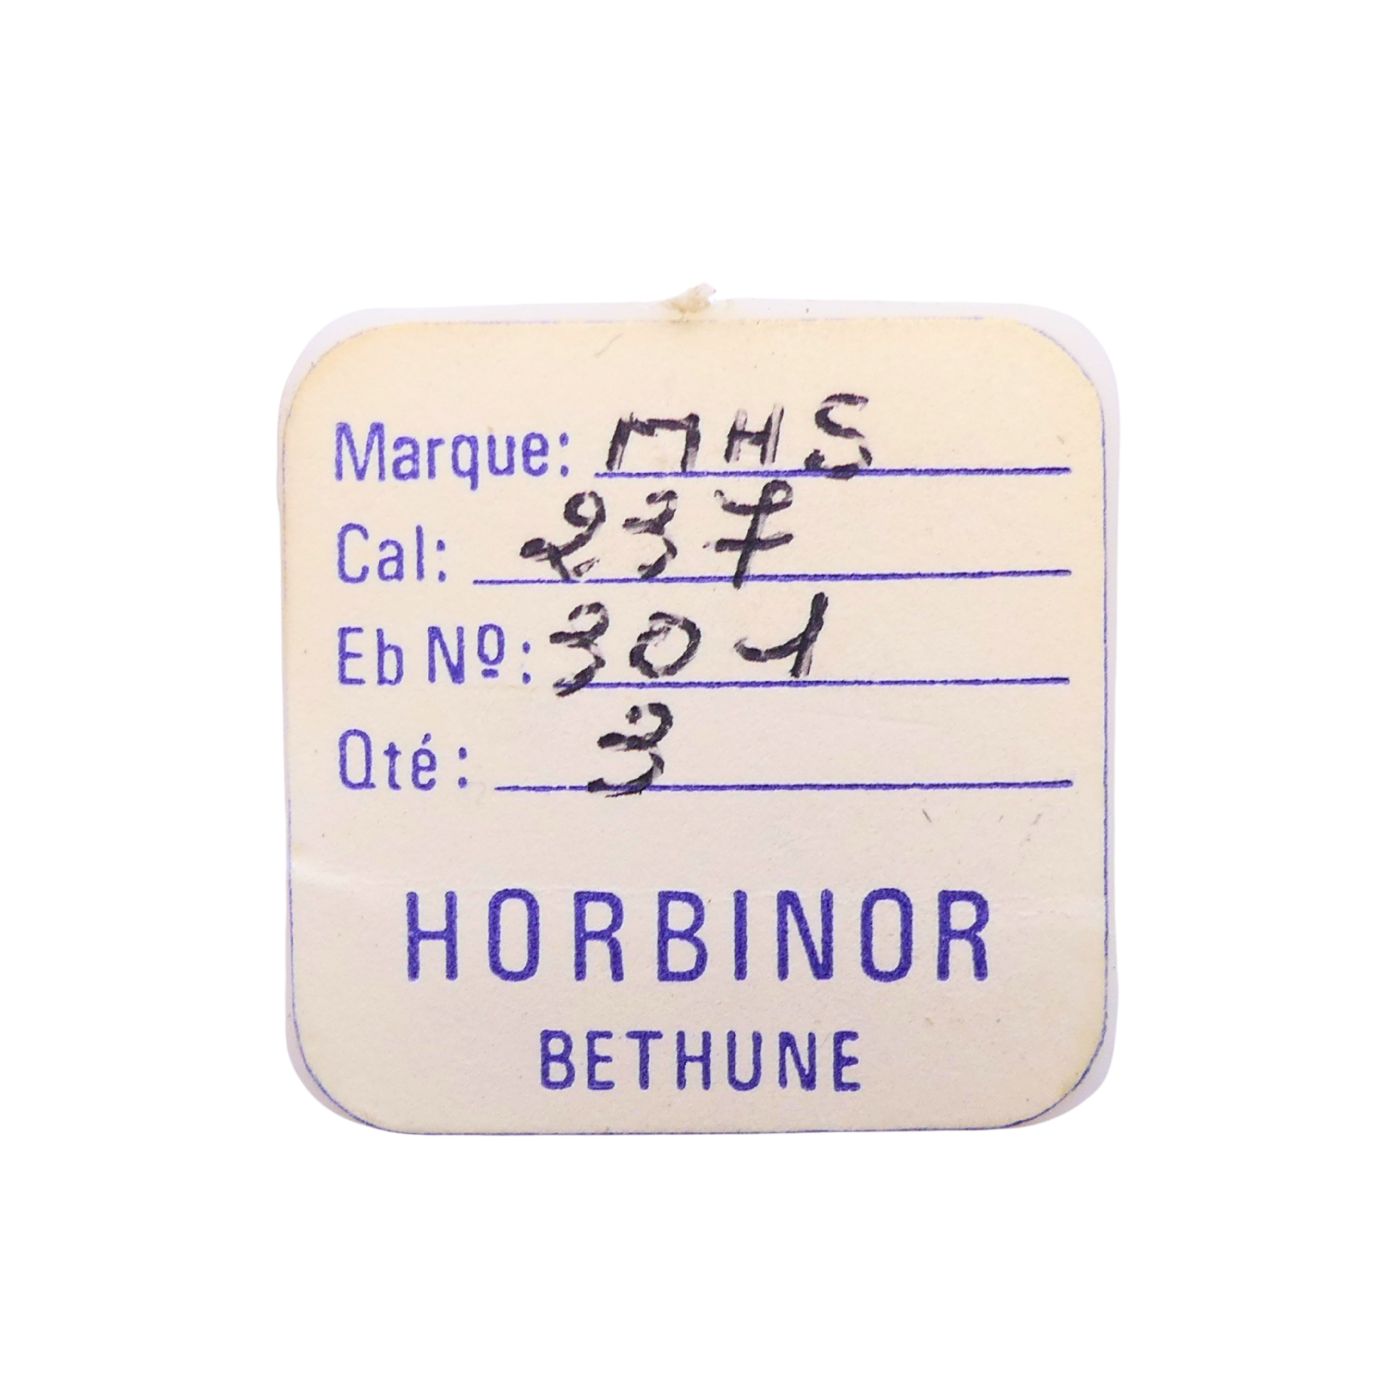 Marque: MHS
Cal: 237
Eb Nº: 301
Qté: 3
HORBINOR
BETHUNE